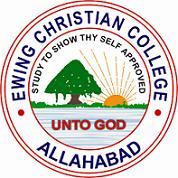 EWING CHRISTIAN COLLEGE
STUDY TO SHOW THY SELF APPROVED
UNTO GOD
ALLAHABAD